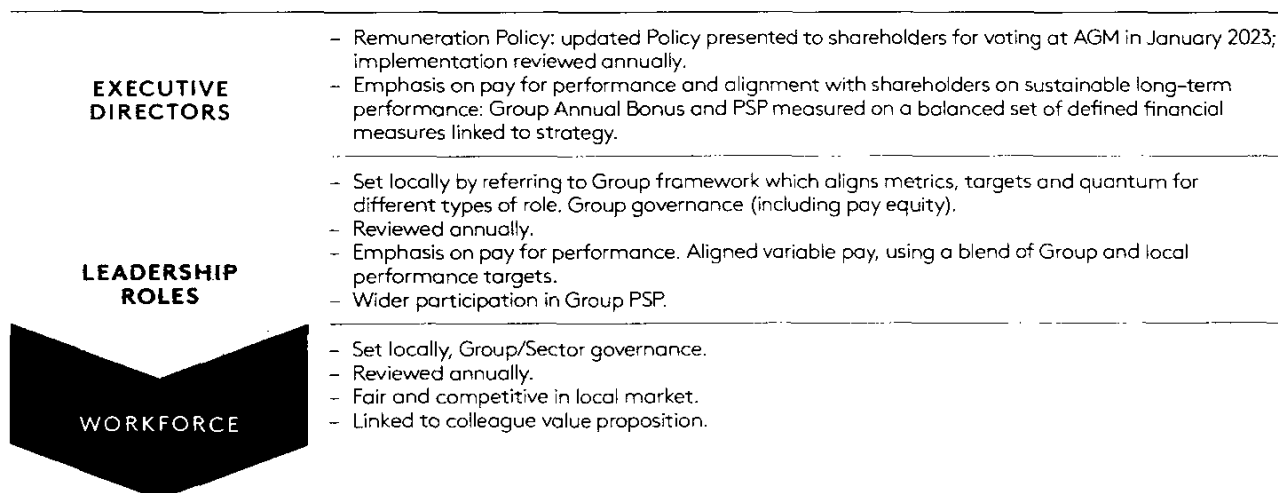 EXECUTIVE
DIRECTORS
– Remuneration Policy: updated Policy presented to shareholders for voting at AGM in January 2023;
implementation reviewed annually.
– Emphasis on pay for performance and alignment with shareholders on sustainable long-term
performance: Group Annual Bonus and PSP measured on a balanced set of defined financial
measures linked to strategy.
LEADERSHIP
ROLES
– Set locally by referring to Group framework which aligns metrics, targets and quantum for
different types of role. Group governance (including pay equity).
– Reviewed annually.
– Emphasis on pay for performance. Aligned variable pay, using a blend of Group and local
performance targets.
– Wider participation in Group PSP.
WORKFORCE
– Set locally, Group/Sector governance.
– Reviewed annually.
– Fair and competitive in local market.
– Linked to colleague value proposition.